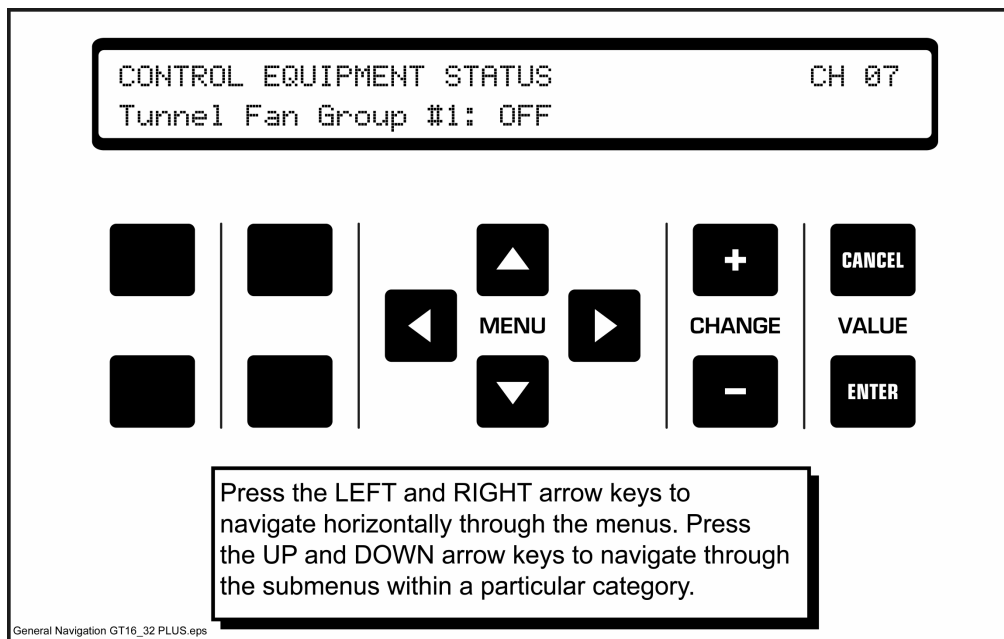 CONTROL EQUIPMENT STATUS CH 07
Tunnel Fan Group #1: OFF
+ CANCEL
MENU CHANGE VALUE
- ENTER
Press the LEFT and RIGHT arrow keys to
navigate horizontally through the menus. Press
the UP and DOWN arrow keys to navigate through
the submenus within a particular category.
General Navigation GT16_32 PLUS.eps